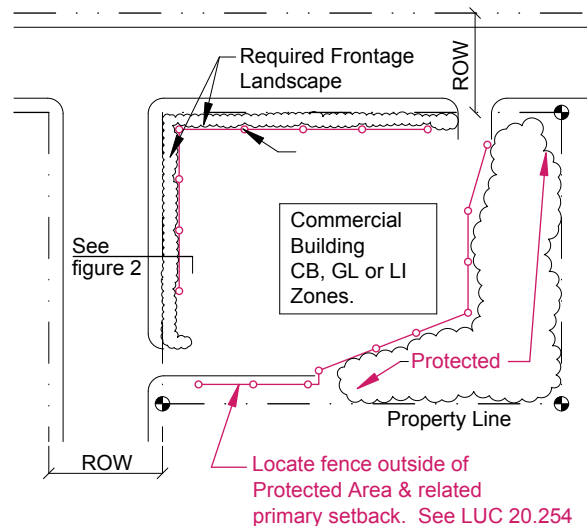 Required Frontage
Landscape
ROW
Commercial
Building
CB, GL or LI
Zones.
See
figure 2
Protected
Protected
Property Line
ROW
Locate fence outside of
Protected Area & related
primary setback. See LUC 20.254